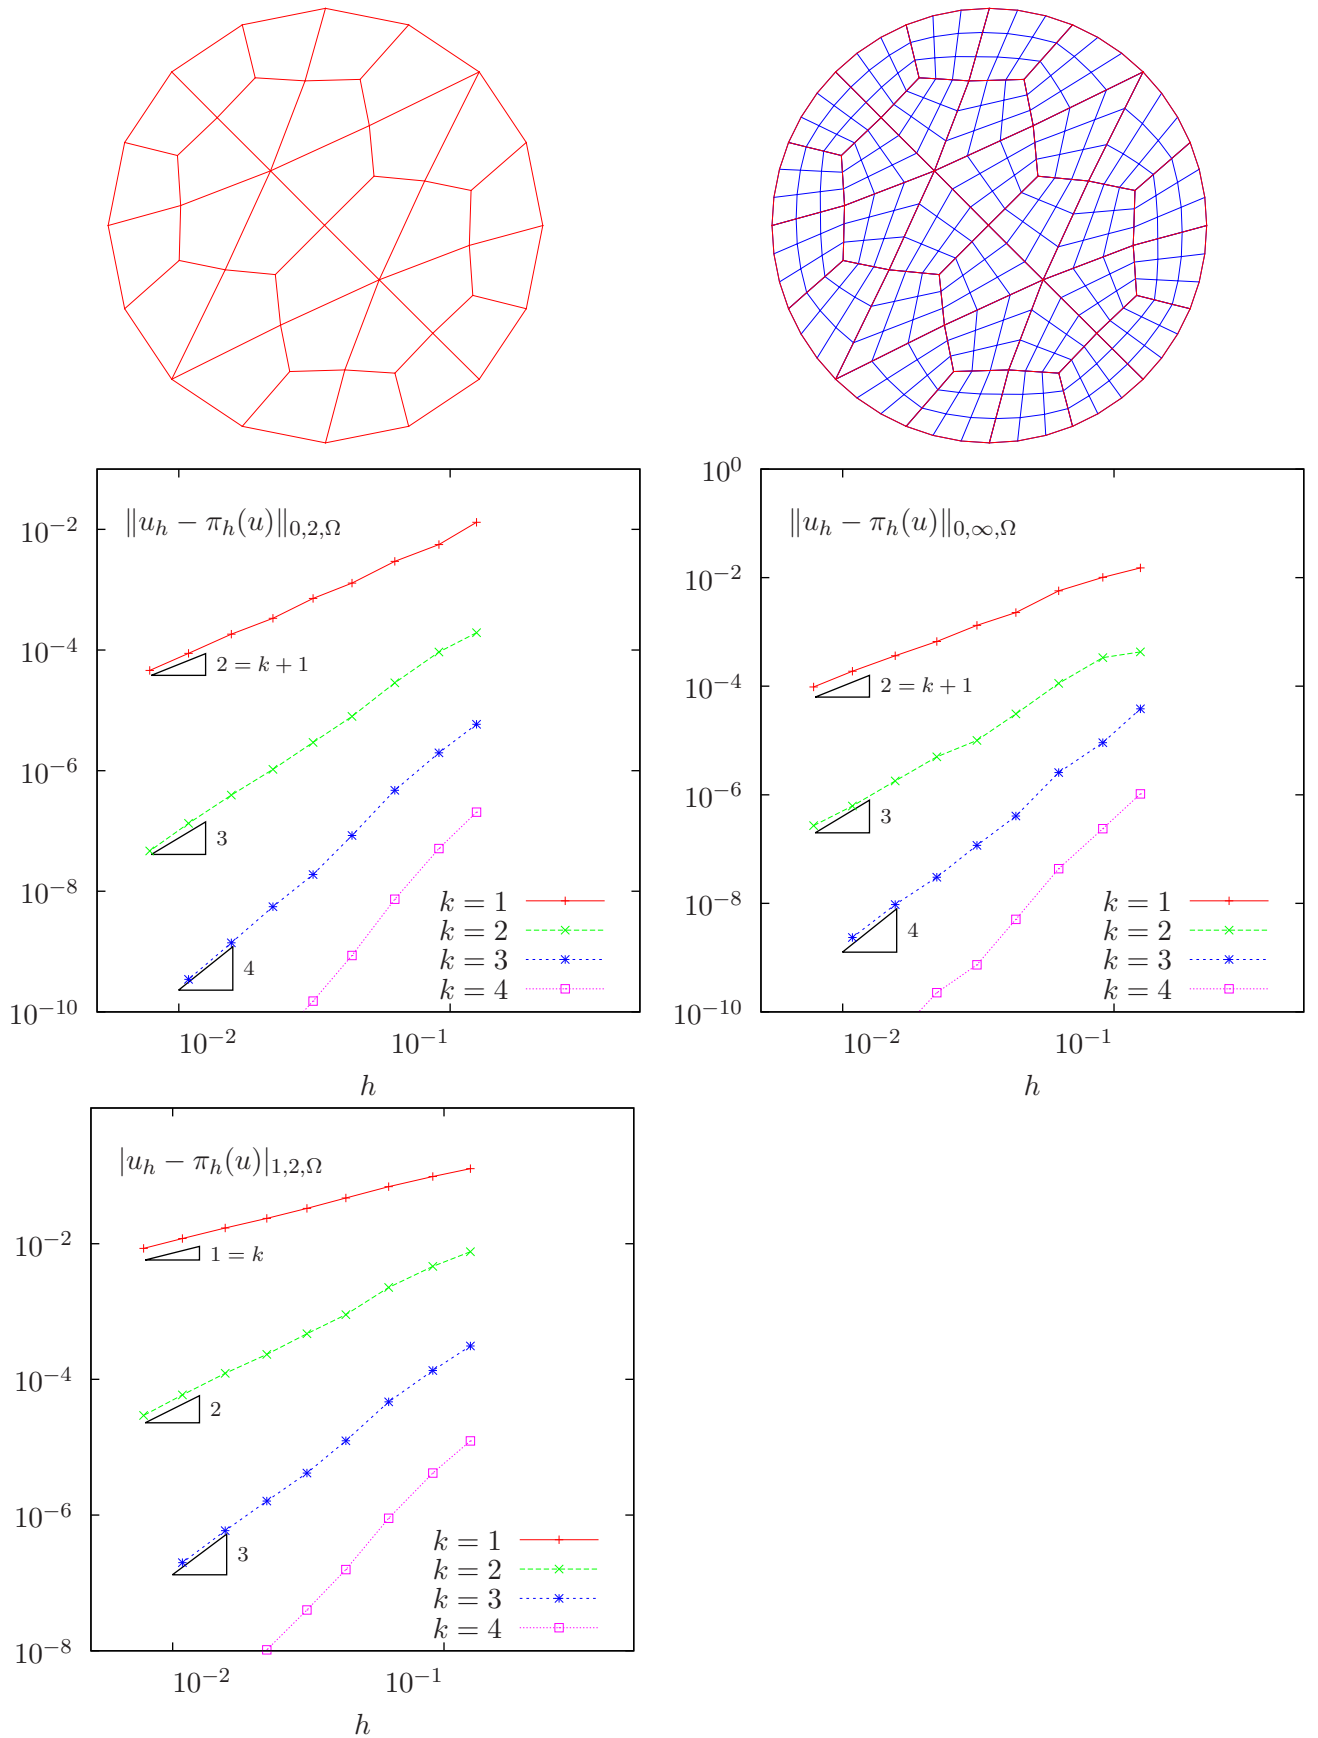 ‖u_h − π_h(u)‖_{0,2,Ω}
10^{−2}
10^{−4}
10^{−6}
10^{−8}
10^{−10}
2 = k + 1
3
4
k = 1
k = 2
k = 3
k = 4
10^{−2} 10^{−1}
h
‖u_h − π_h(u)‖_{0,∞,Ω}
10^{0}
10^{−2}
10^{−4}
10^{−6}
10^{−8}
10^{−10}
2 = k + 1
3
4
k = 1
k = 2
k = 3
k = 4
10^{−2} 10^{−1}
h
|u_h − π_h(u)|_{1,2,Ω}
10^{−2}
10^{−4}
10^{−6}
10^{−8}
1 = k
2
3
k = 1
k = 2
k = 3
k = 4
10^{−2} 10^{−1}
h